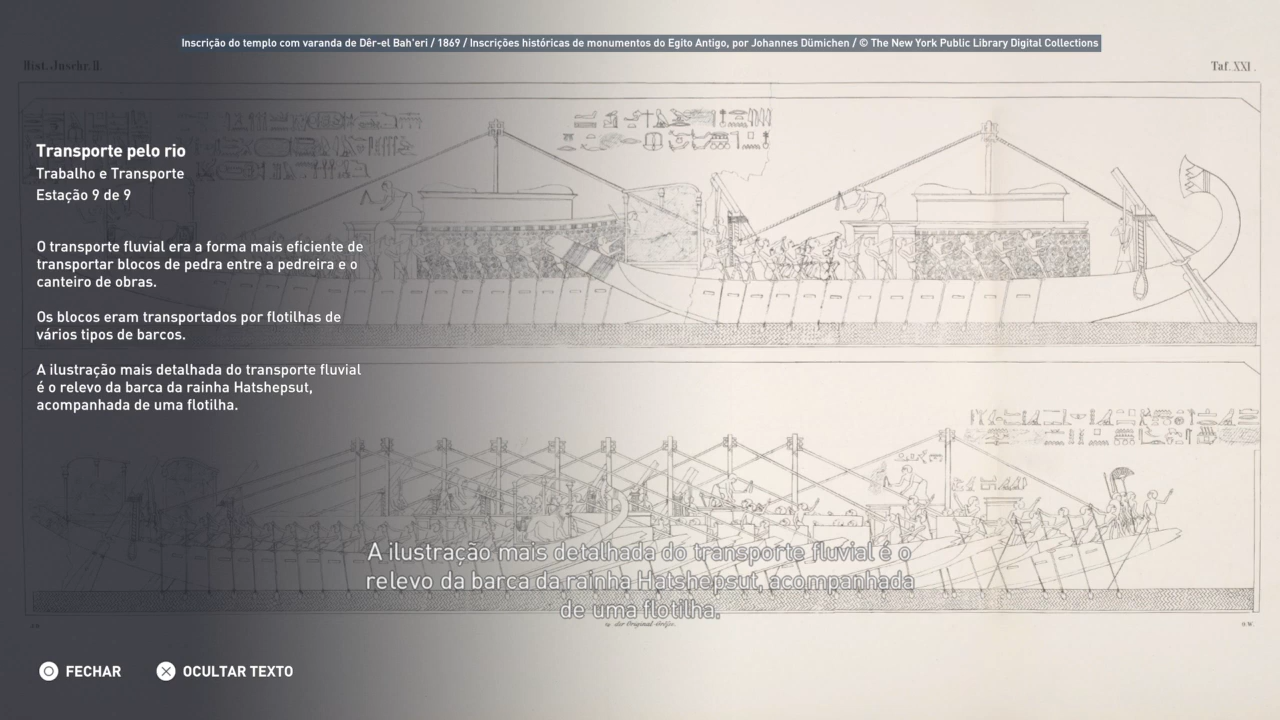 Inscrição do templo com varanda de Dêr-el Bah'eri / 1869 / Inscrições históricas de monumentos do Egito Antigo, por Johannes Dümichen / © The New York Public Library Digital Collections
Hist. Inschr. II.
Taf. XXI.
Transporte pelo rio
Trabalho e Transporte
Estação 9 de 9
O transporte fluvial era a forma mais eficiente de
transportar blocos de pedra entre a pedreira e o
canteiro de obras.
Os blocos eram transportados por flotilhas de
vários tipos de barcos.
A ilustração mais detalhada do transporte fluvial
é o relevo da barca da rainha Hatshepsut,
acompanhada de uma flotilha.
A ilustração mais detalhada do transporte fluvial é o
relevo da barca da rainha Hatshepsut, acompanhada
de uma flotilha.
FECHAR
OCULTAR TEXTO